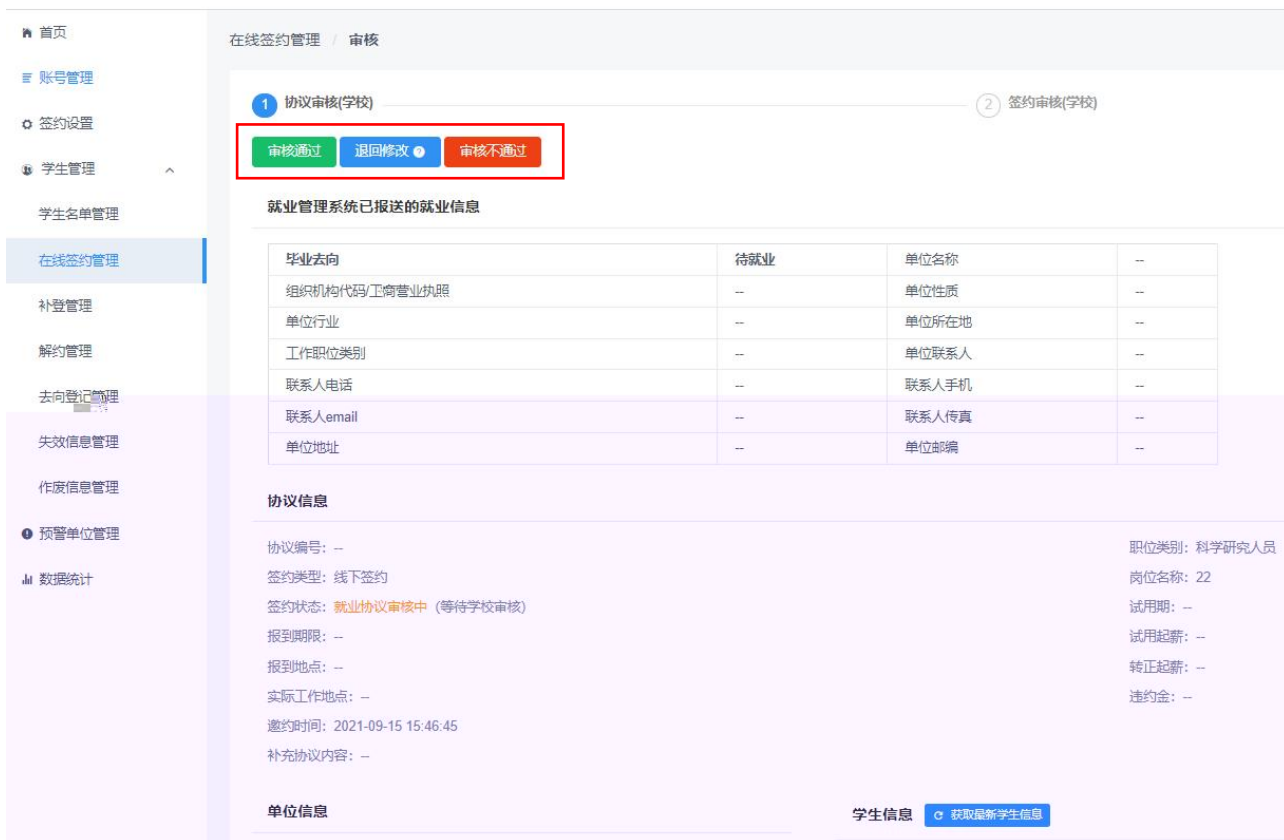 首页
账号管理
签约设置
学生管理
学生名单管理
在线签约管理
补登管理
解约管理
去向登记管理
失效信息管理
作废信息管理
预警单位管理
数据统计
在线签约管理 / 审核
1 协议审核(学校) 2 签约审核(学校)
审核通过 退回修改 ? 审核不通过
就业管理系统已报送的就业信息
毕业去向 待就业 单位名称 --
组织机构代码/工商营业执照 -- 单位性质 --
单位行业 -- 单位所在地 --
工作职位类别 -- 单位联系人 --
联系人电话 -- 联系人手机 --
联系人email -- 联系人传真 --
单位地址 -- 单位邮编 --
协议信息
协议编号: -- 职位类别: 科学研究人员
签约类型: 线下签约 岗位名称: 22
签约状态: 就业协议审核中 (等待学校审核) 试用期: --
报到期限: -- 试用起薪: --
报到地点: -- 转正起薪: --
实际工作地点: -- 违约金: --
邀约时间: 2021-09-15 15:46:45
补充协议内容: --
单位信息 学生信息 获取最新学生信息